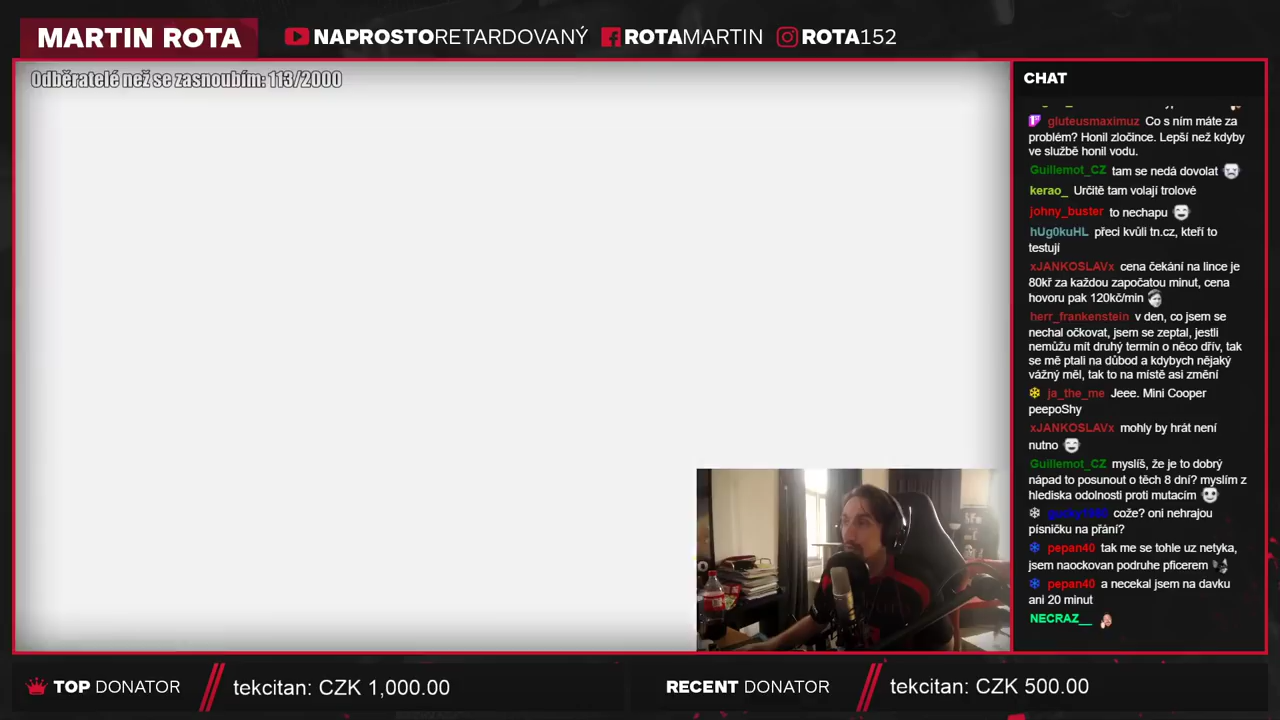 MARTIN ROTA
NAPROSTORETARDOVANÝ
ROTAMARTIN
ROTA152
Odběratelé než se zasnoubím: 113/2000
CHAT
gluteusmaximuz Co s ním máte za
problém? Honil zločince. Lepší než kdyby
ve službě honil vodu.
Guillemot_CZ tam se nedá dovolat
kerao_ Určitě tam volají trolové
johny_buster to nechapu
hUg0kuHL přeci kvůli tn.cz, kteří to
testují
xJANKOSLAVx cena čekání na lince je
80kř za každou započatou minut, cena
hovoru pak 120kč/min
herr_frankenstein v den, co jsem se
nechal očkovat, jsem se zeptal, jestli
nemůžu mít druhý termín o něco dřív, tak
se mě ptali na důbod a kdybych nějaký
vážný měl, tak to na místě asi změní
ja_the_me Jeee. Mini Cooper
peepoShy
xJANKOSLAVx mohly by hrát není
nutno
Guillemot_CZ myslíš, že je to dobrý
nápad to posunout o těch 8 dní? myslím z
hlediska odolnosti proti mutacím
cože? oni nehrajou
písničku na přání?
pepan40 tak me se tohle uz netyka,
jsem naockovan podruhe pficerem
pepan40 a necekal jsem na davku
ani 20 minut
NECRAZ__
TOP DONATOR
tekcitan: CZK 1,000.00
RECENT DONATOR
tekcitan: CZK 500.00